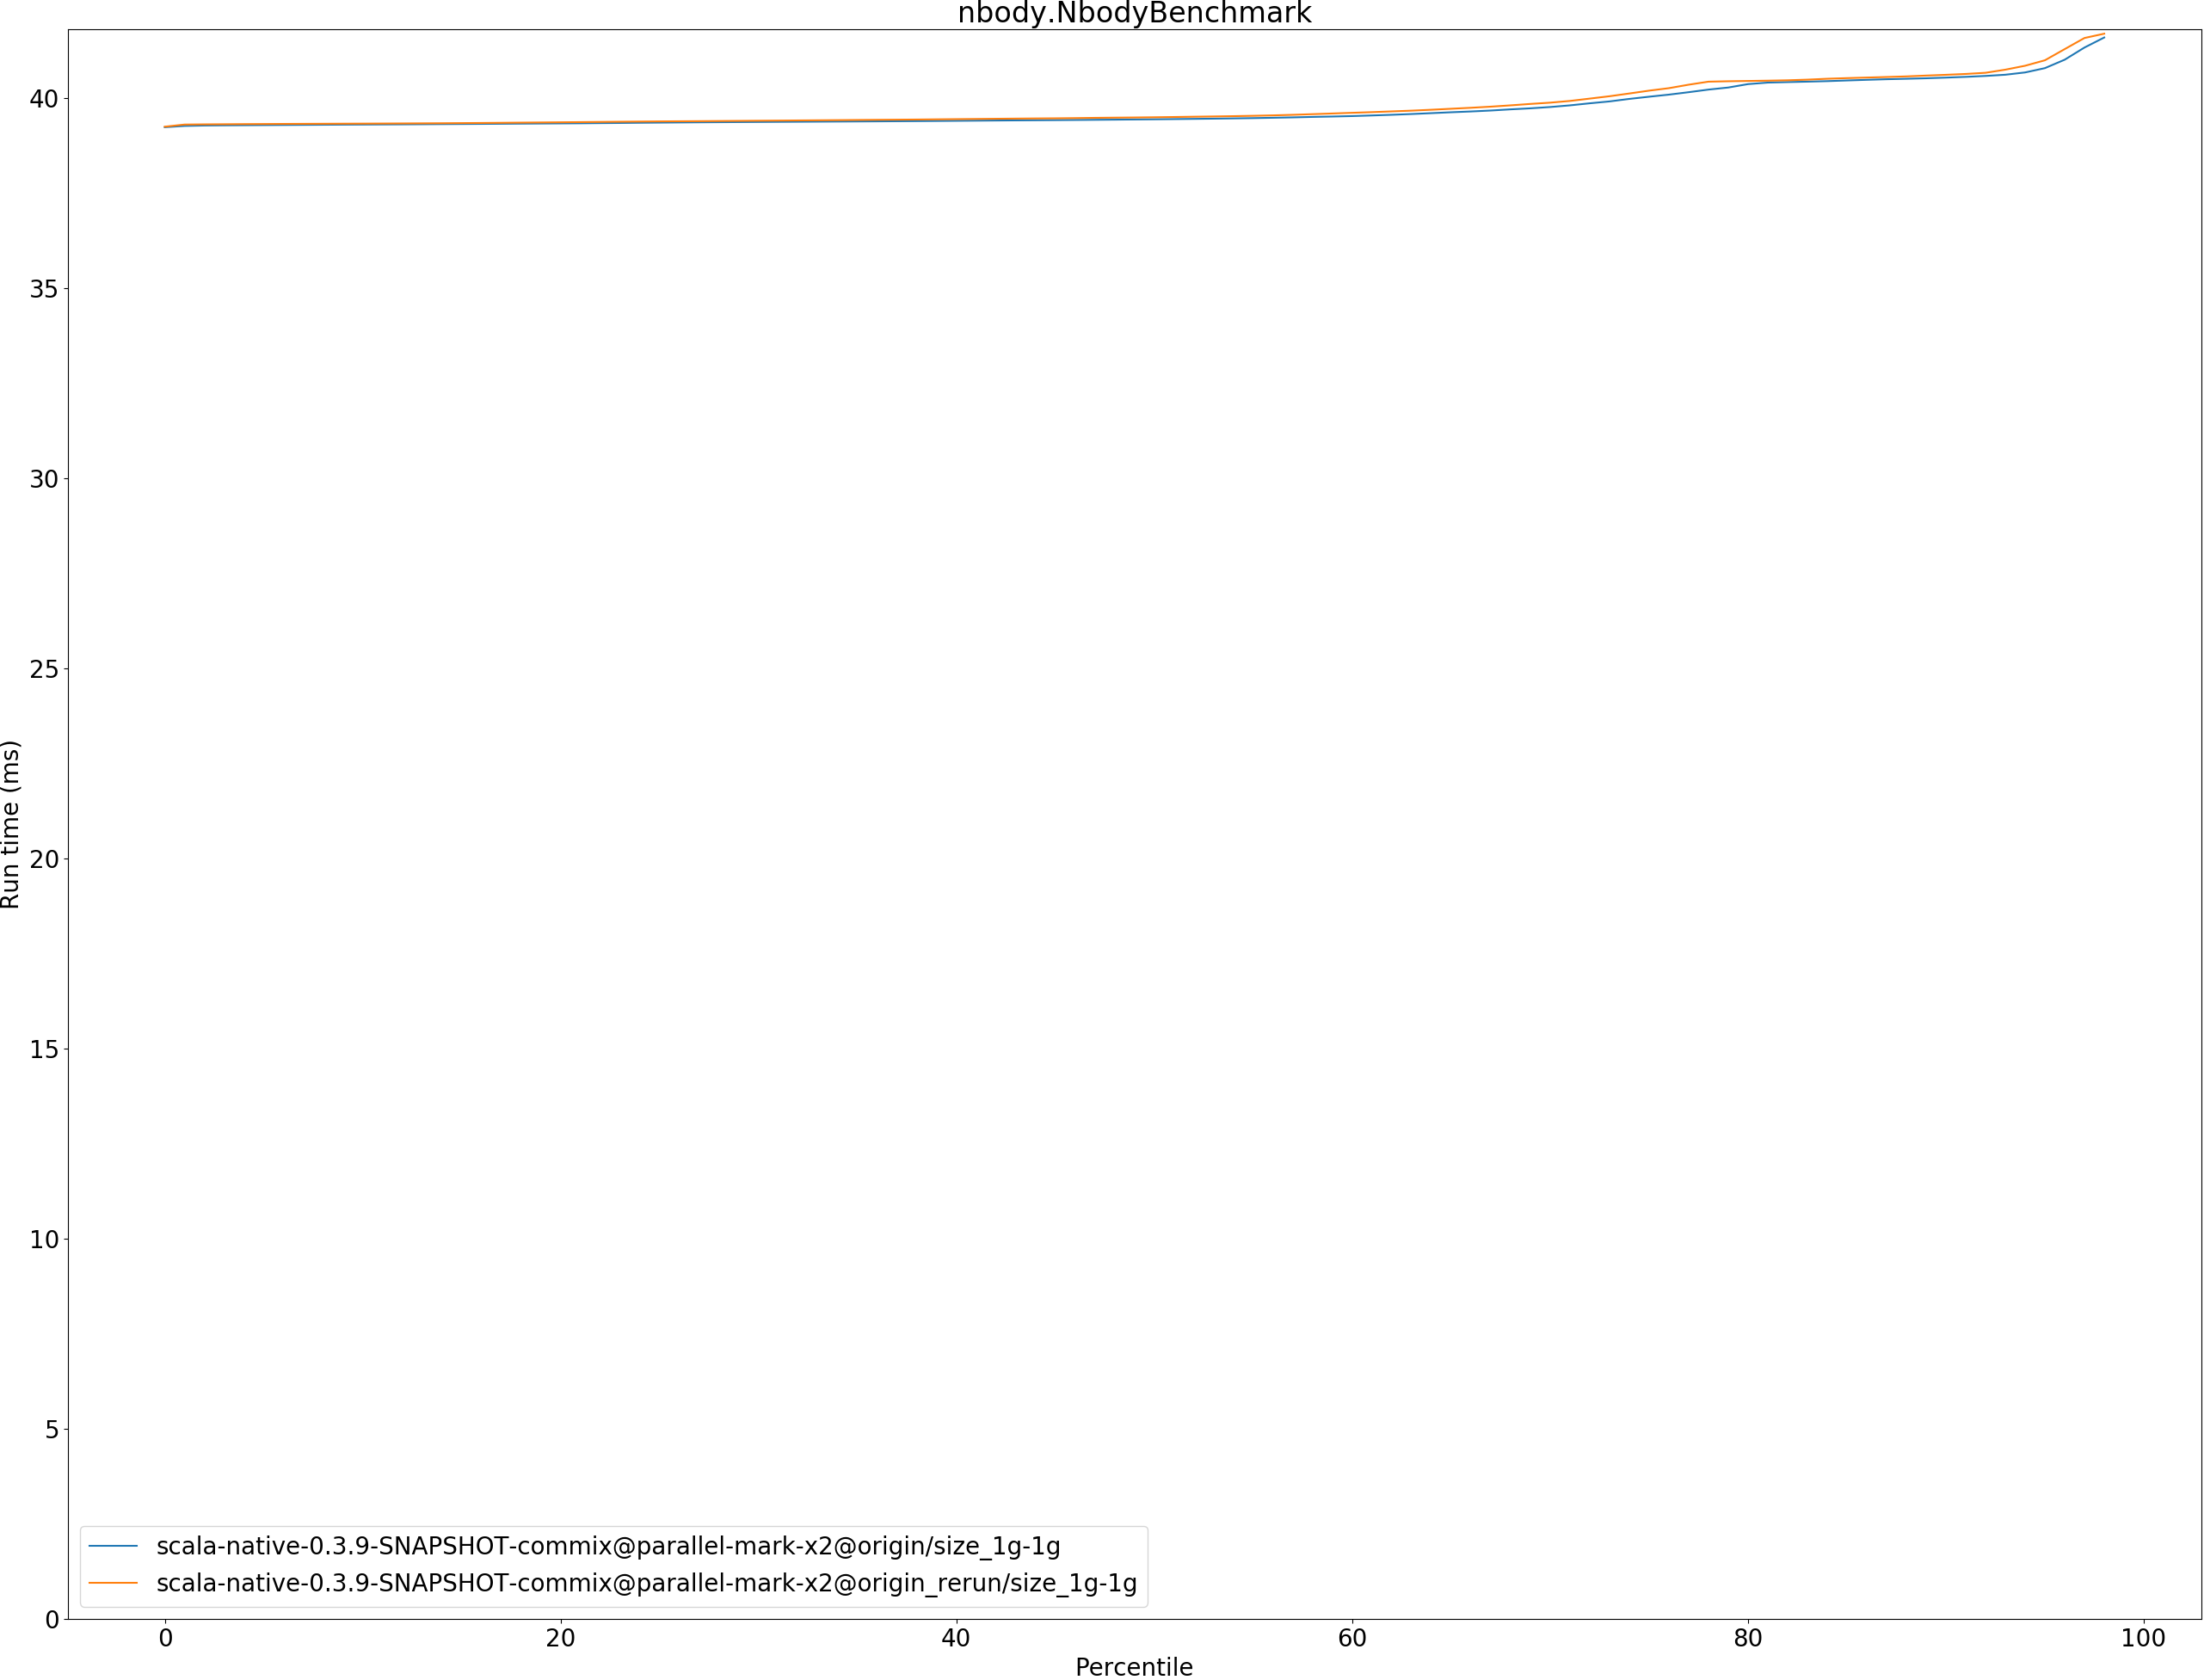 nbody.NbodyBenchmark
Run time (ms)
40
35
30
25
20
15
10
5
0
scala-native-0.3.9-SNAPSHOT-commix@parallel-mark-x2@origin/size_1g-1g
scala-native-0.3.9-SNAPSHOT-commix@parallel-mark-x2@origin_rerun/size_1g-1g
0 20 40 60 80 100
Percentile